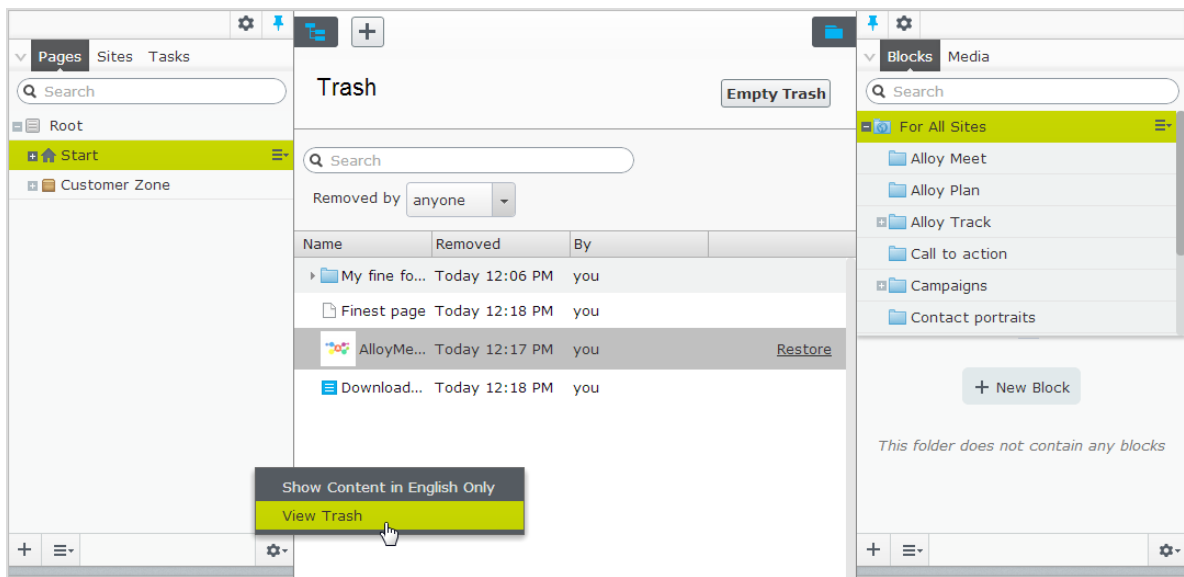 Pages Sites Tasks
Search
Root
Start
Customer Zone
Trash
Empty Trash
Search
Removed by anyone
Name Removed By
My fine fo... Today 12:06 PM you
Finest page Today 12:18 PM you
AlloyMe... Today 12:17 PM you Restore
Download... Today 12:18 PM you
Show Content in English Only
View Trash
Blocks Media
Search
For All Sites
Alloy Meet
Alloy Plan
Alloy Track
Call to action
Campaigns
Contact portraits
+ New Block
This folder does not contain any blocks